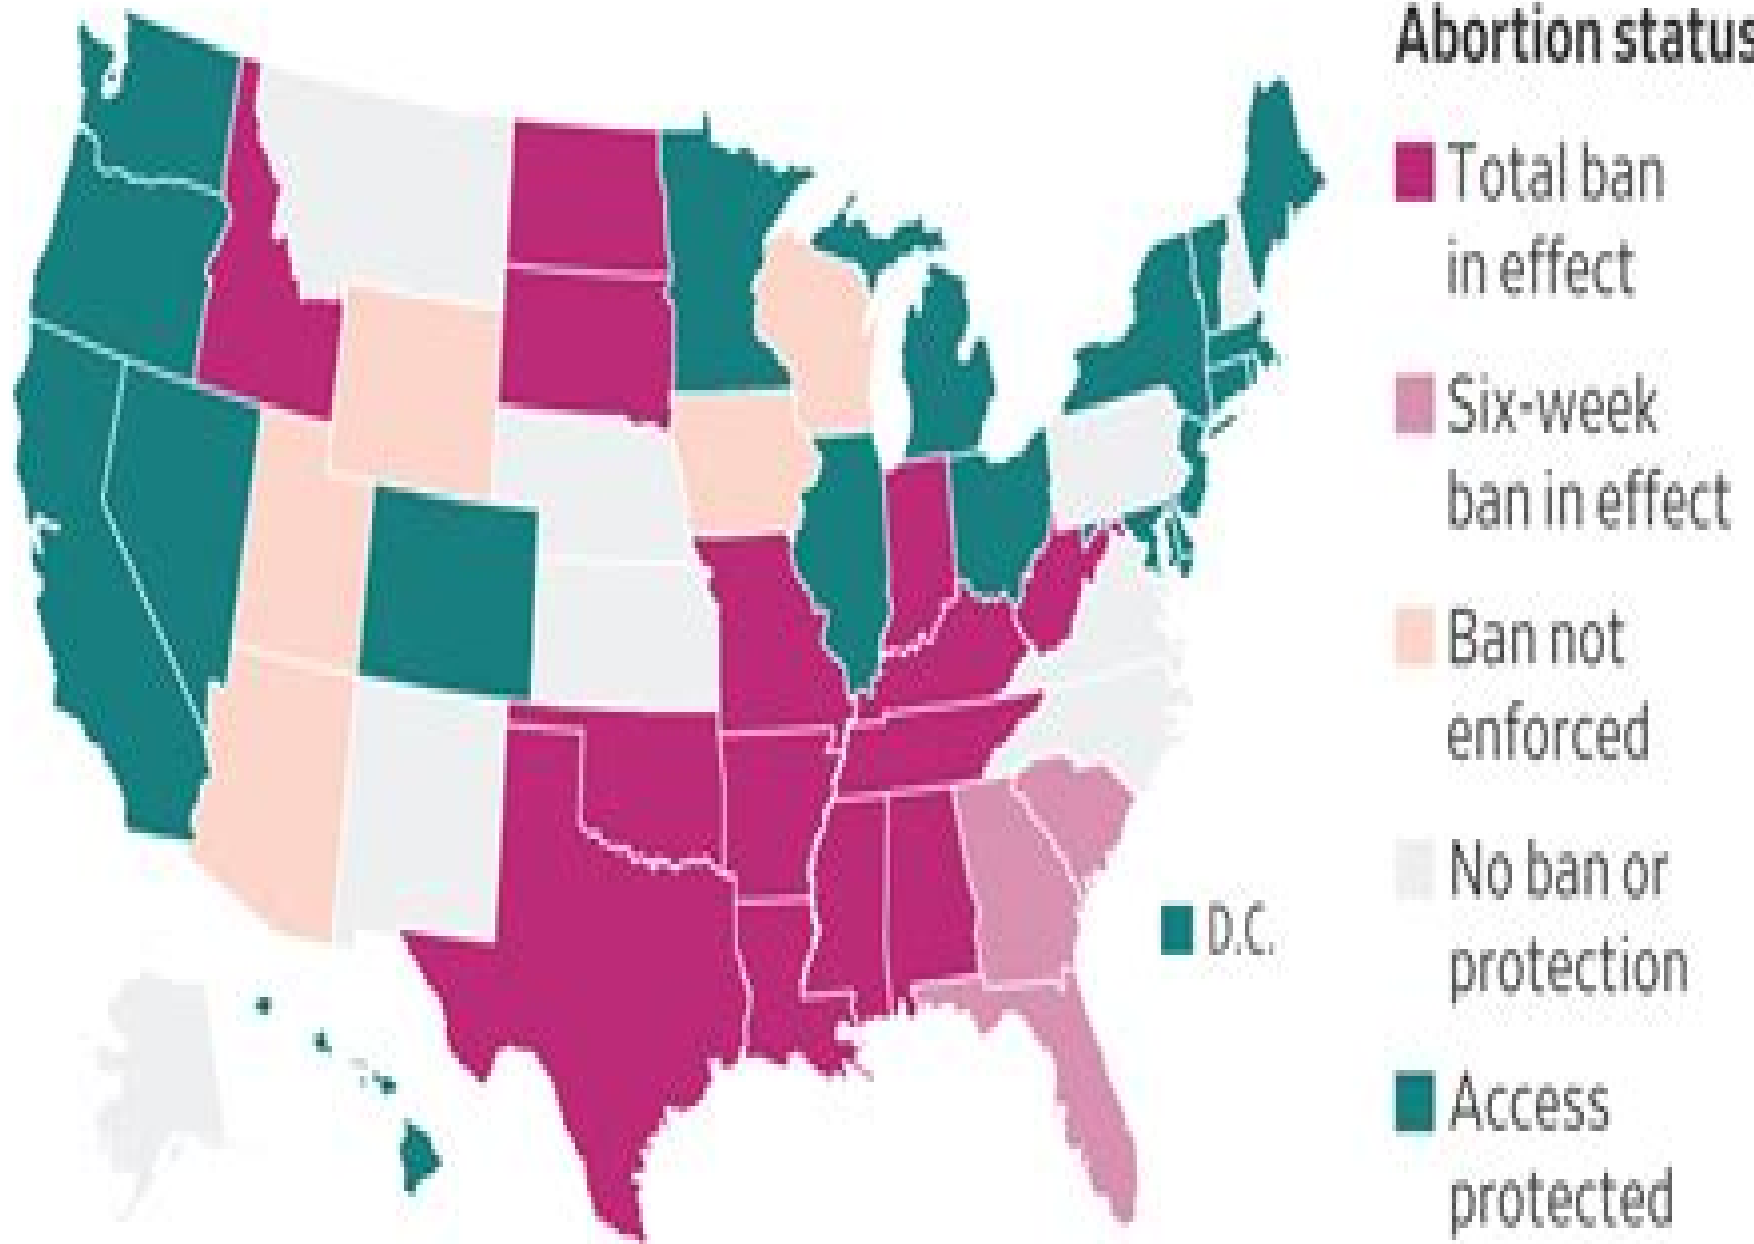 Abortion status
Total ban
in effect
Six-week
ban in effect
Ban not
enforced
No ban or
protection
D.C.
Access
protected